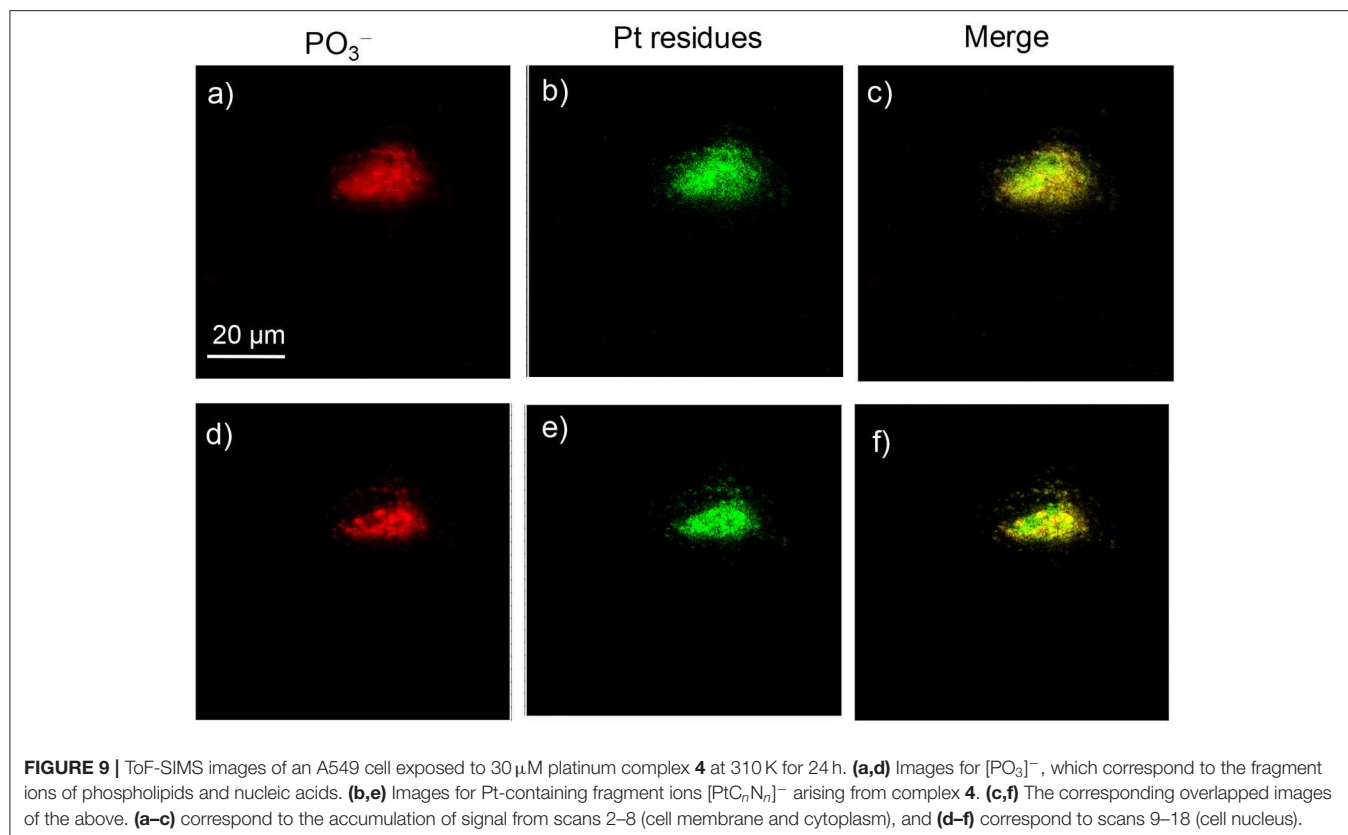 PO₃⁻ Pt residues Merge
a) b) c)
20 μm
d) e) f)
FIGURE 9 | ToF-SIMS images of an A549 cell exposed to 30 μM platinum complex 4 at 310 K for 24 h. (a,d) Images for [PO₃]⁻, which correspond to the fragment
ions of phospholipids and nucleic acids. (b,e) Images for Pt-containing fragment ions [PtCₙNₙ]⁻ arising from complex 4. (c,f) The corresponding overlapped images
of the above. (a–c) correspond to the accumulation of signal from scans 2–8 (cell membrane and cytoplasm), and (d–f) correspond to scans 9–18 (cell nucleus).